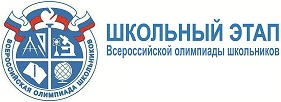 ШКОЛЬНЫЙ ЭТАП
Всероссийской олимпиады школьников
ВСЕРОССИЙСКАЯ ОЛИМПИАДА ШКОЛЬНИКОВ